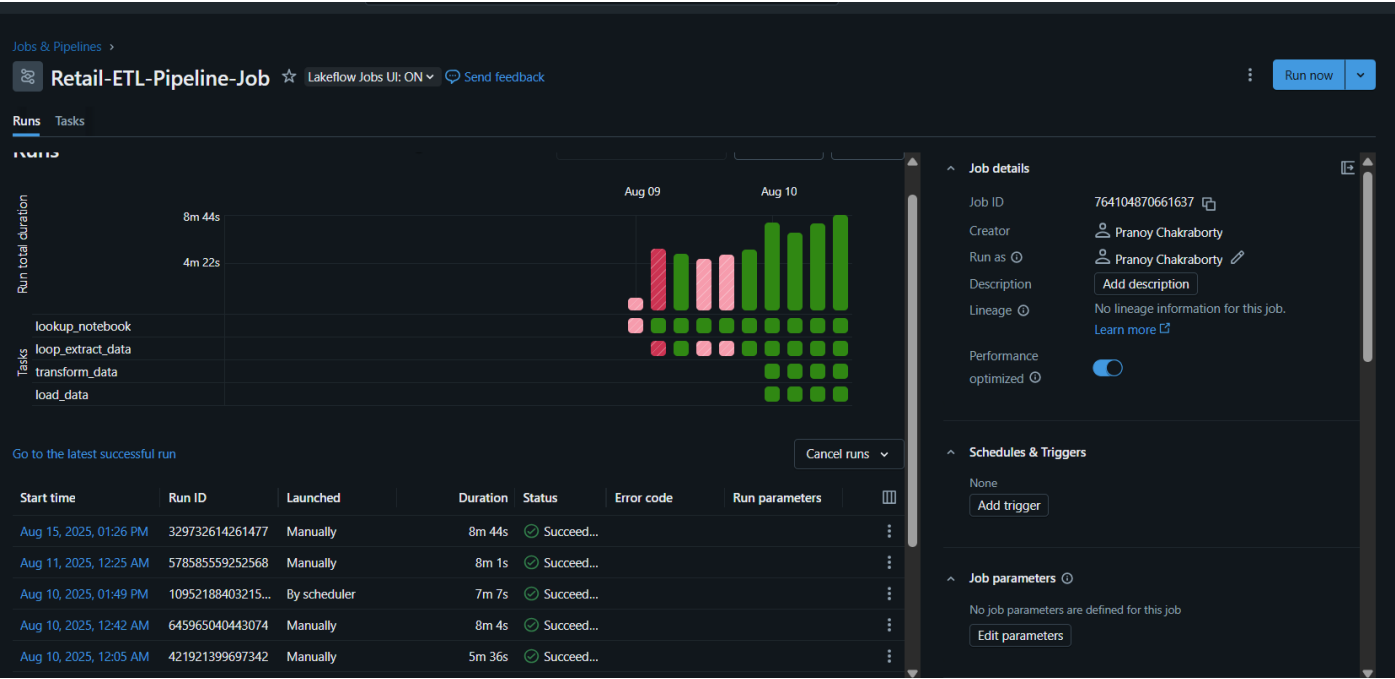 Jobs & Pipelines ›
Retail-ETL-Pipeline-Job Lakeflow Jobs UI: ON Send feedback
Run now
Runs Tasks
Runs
Aug 09 Aug 10
Run total duration
8m 44s
4m 22s
Tasks
lookup_notebook
loop_extract_data
transform_data
load_data
Go to the latest successful run
Cancel runs
Start time Run ID Launched Duration Status Error code Run parameters
Aug 15, 2025, 01:26 PM 329732614261477 Manually 8m 44s Succeed...
Aug 11, 2025, 12:25 AM 578585559252568 Manually 8m 1s Succeed...
Aug 10, 2025, 01:49 PM 10952188403215... By scheduler 7m 7s Succeed...
Aug 10, 2025, 12:42 AM 645965040443074 Manually 8m 4s Succeed...
Aug 10, 2025, 12:05 AM 421921399697342 Manually 5m 36s Succeed...
Job details
Job ID 764104870661637
Creator Pranoy Chakraborty
Run as Pranoy Chakraborty
Description Add description
Lineage No lineage information for this job.
Learn more
Performance
optimized
Schedules & Triggers
None
Add trigger
Job parameters
No job parameters are defined for this job
Edit parameters